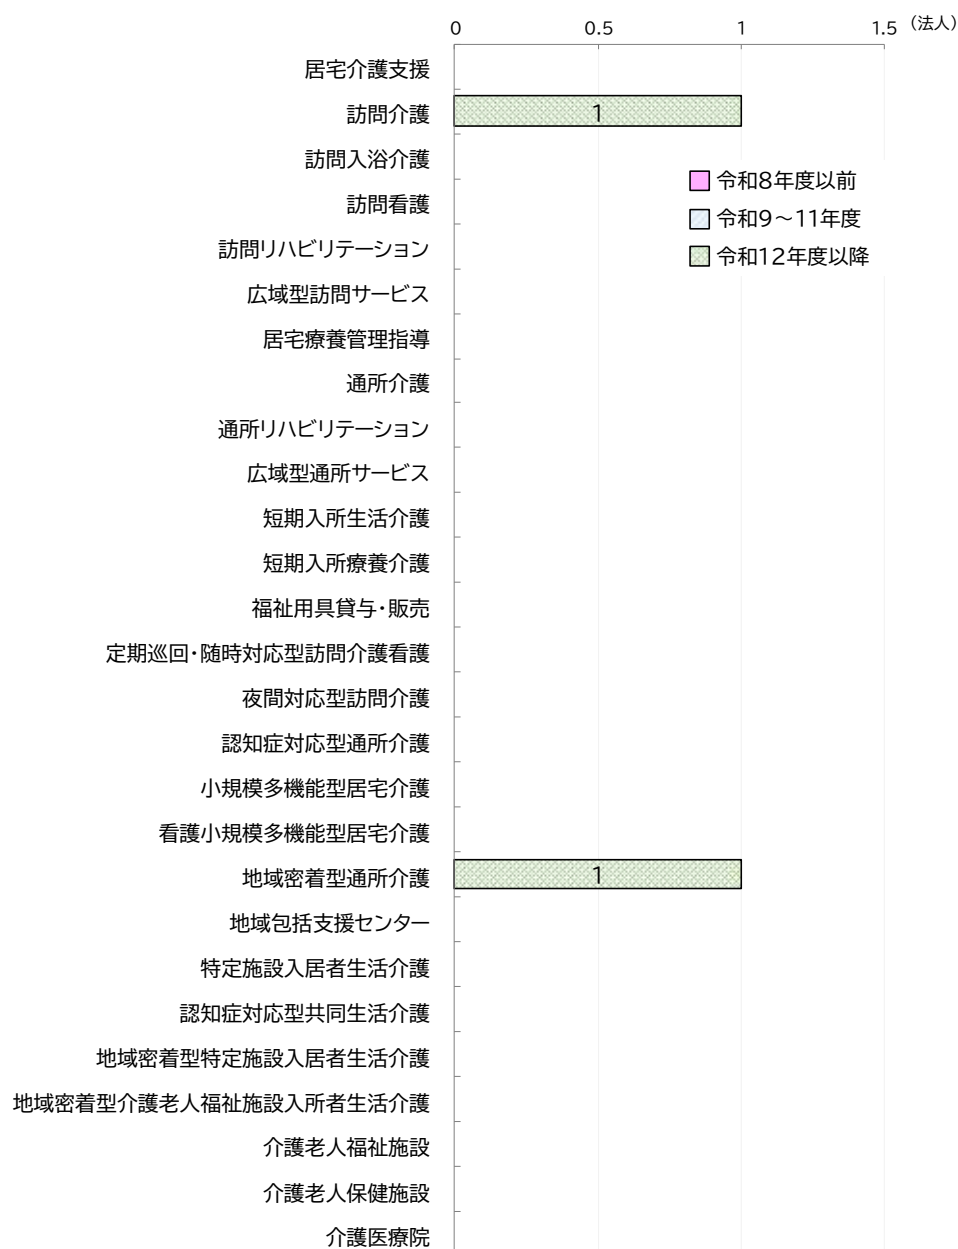 0 0.5 1 1.5 (法人)
居宅介護支援
訪問介護 1
訪問入浴介護
令和8年度以前
訪問看護
令和9～11年度
訪問リハビリテーション
令和12年度以降
広域型訪問サービス
居宅療養管理指導
通所介護
通所リハビリテーション
広域型通所サービス
短期入所生活介護
短期入所療養介護
福祉用具貸与・販売
定期巡回・随時対応型訪問介護看護
夜間対応型訪問介護
認知症対応型通所介護
小規模多機能型居宅介護
看護小規模多機能型居宅介護
地域密着型通所介護 1
地域包括支援センター
特定施設入居者生活介護
認知症対応型共同生活介護
地域密着型特定施設入居者生活介護
地域密着型介護老人福祉施設入所者生活介護
介護老人福祉施設
介護老人保健施設
介護医療院